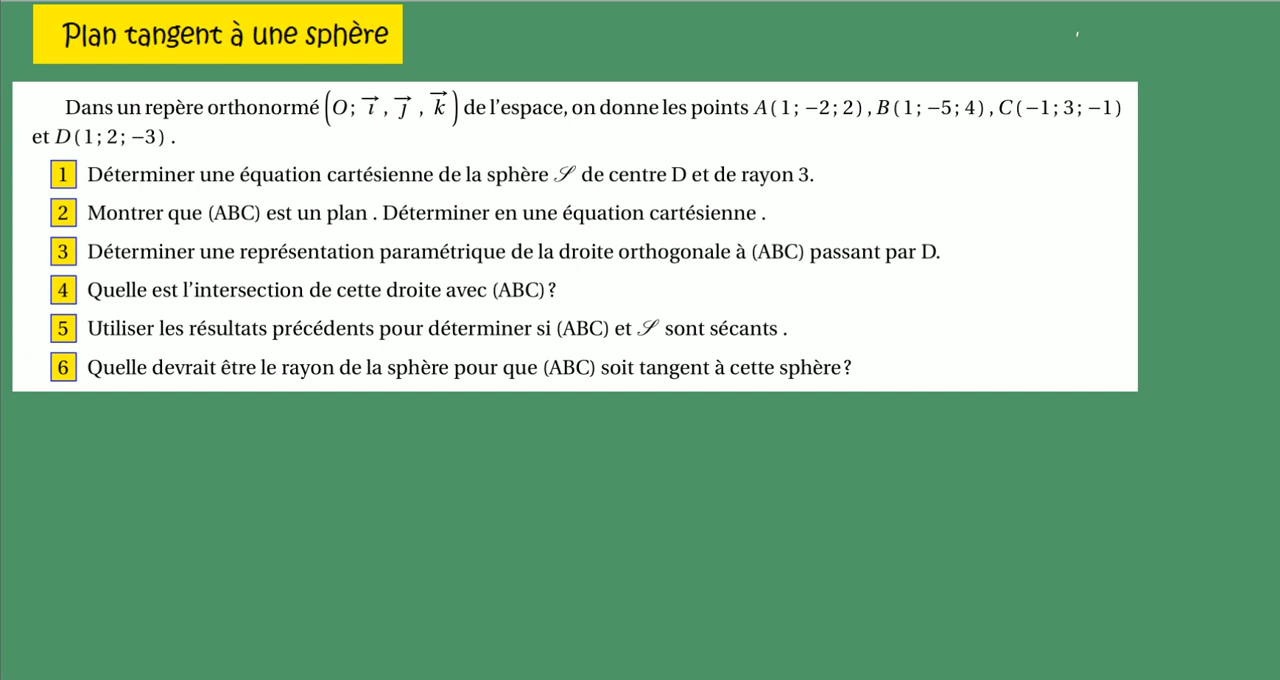 Plan tangent à une sphère
Dans un repère orthonormé (O; i⃗, j⃗, k⃗) de l'espace, on donne les points A(1; −2; 2), B(1; −5; 4), C(−1; 3; −1)
et D(1; 2; −3).
1 Déterminer une équation cartésienne de la sphère 𝒮 de centre D et de rayon 3.
2 Montrer que (ABC) est un plan . Déterminer en une équation cartésienne .
3 Déterminer une représentation paramétrique de la droite orthogonale à (ABC) passant par D.
4 Quelle est l'intersection de cette droite avec (ABC) ?
5 Utiliser les résultats précédents pour déterminer si (ABC) et 𝒮 sont sécants .
6 Quelle devrait être le rayon de la sphère pour que (ABC) soit tangent à cette sphère ?